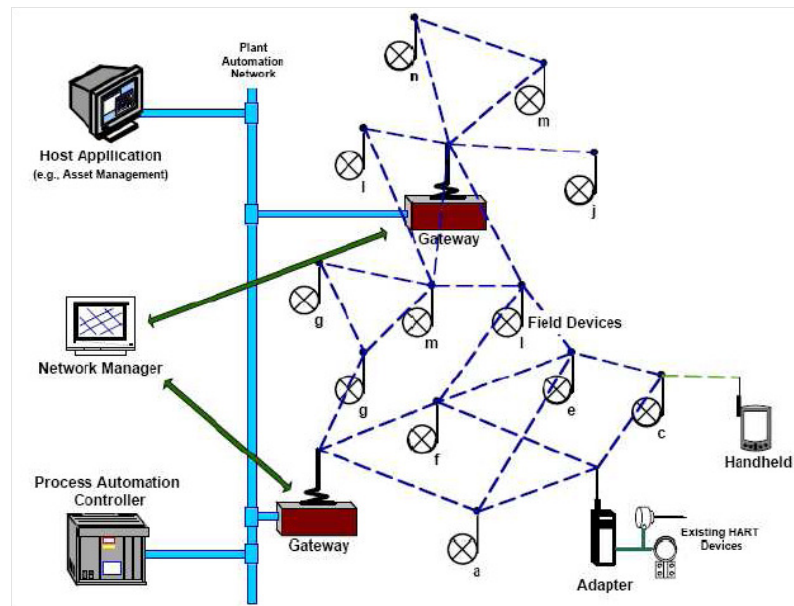 Plant
Automation
Network
n
m
Host Application
(e.g., Asset Management)
j
Gateway
g
m
l
Field Devices
Network Manager
g
e
c
f
Handheld
Process Automation
Controller
Gateway
a
Adapter
Existing HART
Devices